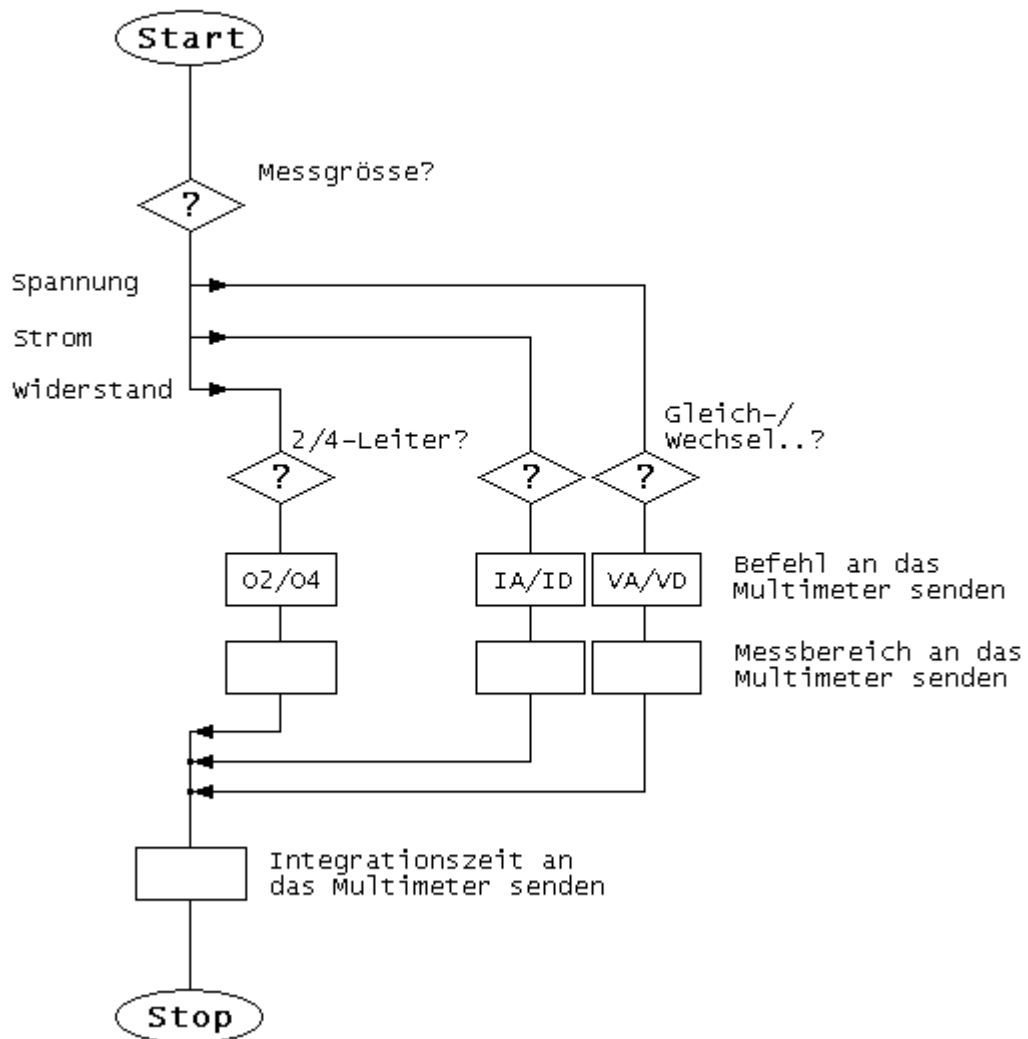 Start
Messgrösse?
?
Spannung
Strom
Widerstand
2/4-Leiter?
Gleich-/
Wechsel..?
?
?
?
O2/O4
IA/ID
VA/VD
Befehl an das
Multimeter senden
Messbereich an das
Multimeter senden
Integrationszeit an
das Multimeter senden
Stop